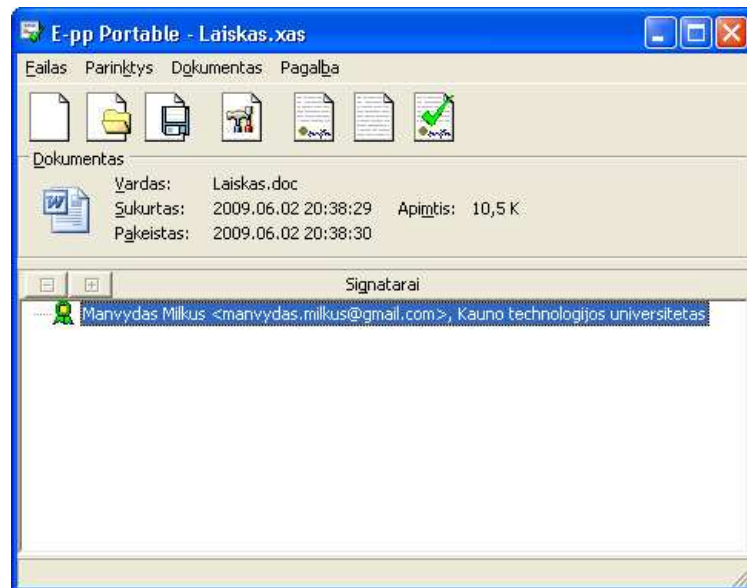 E-pp Portable - Laiskas.xas
Failas Parinktys Dokumentas Pagalba
Dokumentas
Vardas: Laiskas.doc
Sukurtas: 2009.06.02 20:38:29 Apimtis: 10,5 K
Pakeistas: 2009.06.02 20:38:30
Signatarai
Manvydas Milkus <manvydas.milkus@gmail.com>, Kauno technologijos universitetas